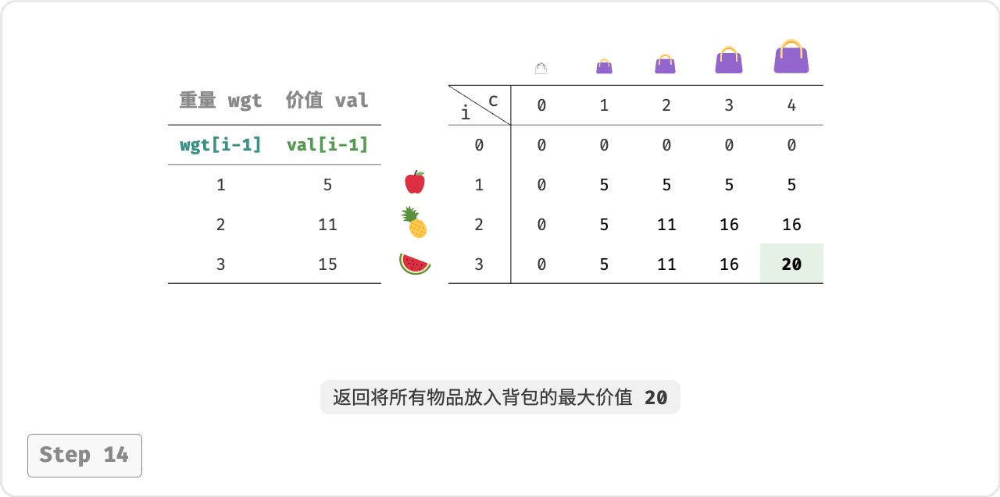 重量 wgt 价值 val
wgt[i-1] val[i-1]
1 5
2 11
3 15
i c 0 1 2 3 4
0 0 0 0 0 0
1 0 5 5 5 5
2 0 5 11 16 16
3 0 5 11 16 20
返回将所有物品放入背包的最大价值 20
Step 14